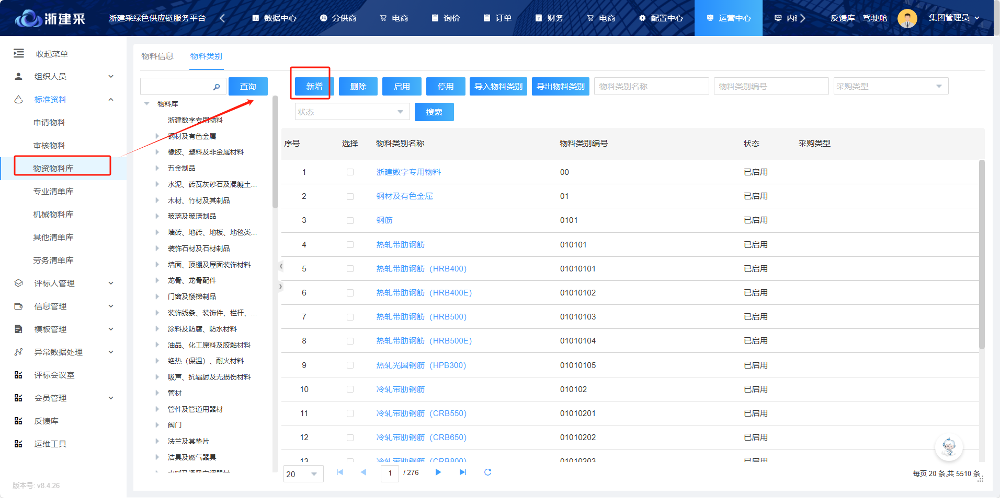 浙建采 浙建采绿色供应链服务平台 数据中心 分供商 电商 询价 订单 财务 电商 配置中心 运营中心 反馈库 驾驶舱 集团管理员
收起菜单
组织人员
标准资料
申请物料
审核物料
物资物料库
专业清单库
机械物料库
其他清单库
劳务清单库
评标人管理
信息管理
模板管理
异常数据处理
评标会议室
会员管理
反馈库
运维工具
版本号: v8.4.26
物料信息 物料类别
查询
物料库
浙建数字专用物料
钢材及有色金属
橡胶、塑料及非金属材料
五金制品
水泥、砖瓦灰砂石及混凝土...
木材、竹材及其制品
玻璃及玻璃制品
墙砖、地砖、地板、地毯类...
装饰石材及石材制品
墙面、顶棚及屋面装饰材料
龙骨、龙骨配件
门窗及楼梯制品
装饰线条、装饰件、栏杆、...
涂料及防腐、防水材料
油品、化工原料及胶黏材料
绝热（保温）、耐火材料
吸声、抗辐射及无损伤材料
管材
管件及管道用器材
阀门
法兰及其垫片
洁具及燃气器具
新增 删除 启用 停用 导入物料类别 导出物料类别 物料类别名称 物料类别编号 采购类型
状态 搜索
序号 选择 物料类别名称 物料类别编号 状态 采购类型
1 浙建数字专用物料 00 已启用
2 钢材及有色金属 01 已启用
3 钢筋 0101 已启用
4 热轧带肋钢筋 010101 已启用
5 热轧带肋钢筋（HRB400） 01010101 已启用
6 热轧带肋钢筋（HRB400E） 01010102 已启用
7 热轧带肋钢筋（HRB500） 01010103 已启用
8 热轧带肋钢筋（HRB500E） 01010104 已启用
9 热轧光圆钢筋（HPB300） 01010105 已启用
10 冷轧带肋钢筋 010102 已启用
11 冷轧带肋钢筋（CRB550） 01010201 已启用
12 冷轧带肋钢筋（CRB650） 01010202 已启用
13 冷轧带肋钢筋（CRB800） 01010203 已启用
20 1 / 276 每页 20 条,共 5510 条